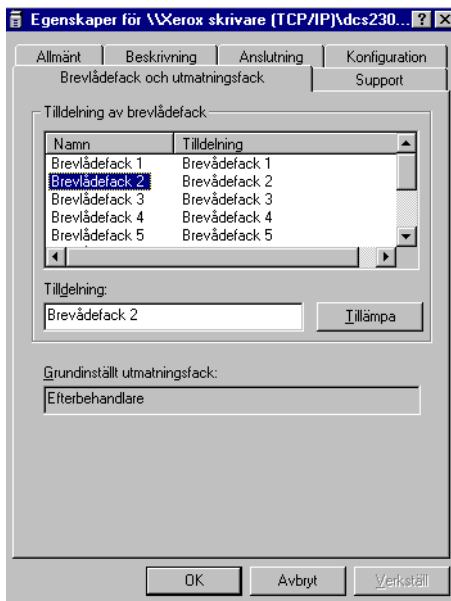 Egenskaper för \\Xerox skrivare (TCP/IP)\dcs230...
Allmänt Beskrivning Anslutning Konfiguration
Brevlådefack och utmatningsfack Support
Tilldelning av brevlådefack
Namn Tilldelning
Brevlådefack 1 Brevådefack 1
Brevlådefack 2 Brevådefack 2
Brevlådefack 3 Brevådefack 3
Brevlådefack 4 Brevådefack 4
Brevlådefack 5 Brevådefack 5
Tilldelning:
Brevådefack 2 Tillämpa
Grundinställt utmatningsfack:
Efterbehandlare
OK Avbryt Verkställ